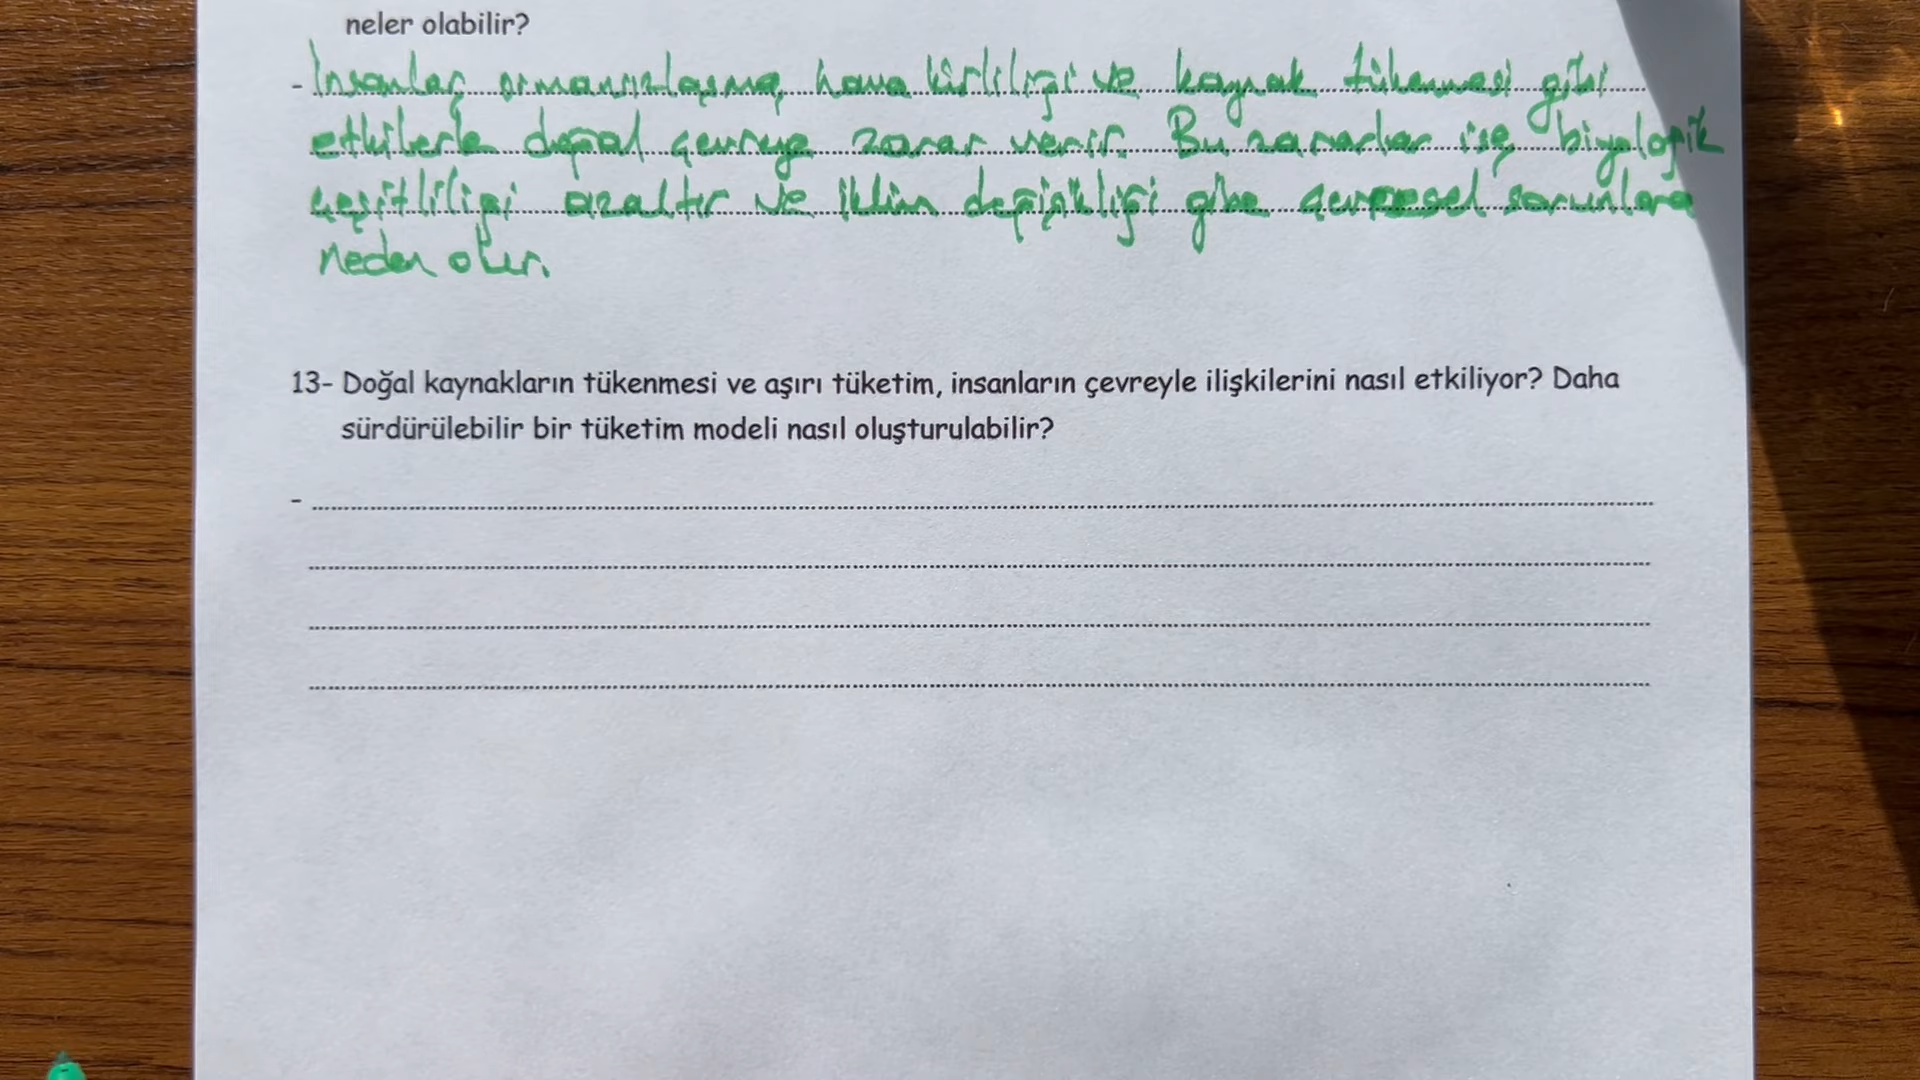 neler olabilir?
- İnsanlar ormansızlaşma, hava kirliliği ve kaynak tükenmesi gibi
etkilerle doğal çevreye zarar verir. Bu zararlar ise biyolojik
çeşitliliği azaltır ve iklim değişikliği gibi çevresel sorunlara
neden olur.
13- Doğal kaynakların tükenmesi ve aşırı tüketim, insanların çevreyle ilişkilerini nasıl etkiliyor? Daha
sürdürülebilir bir tüketim modeli nasıl oluşturulabilir?
-